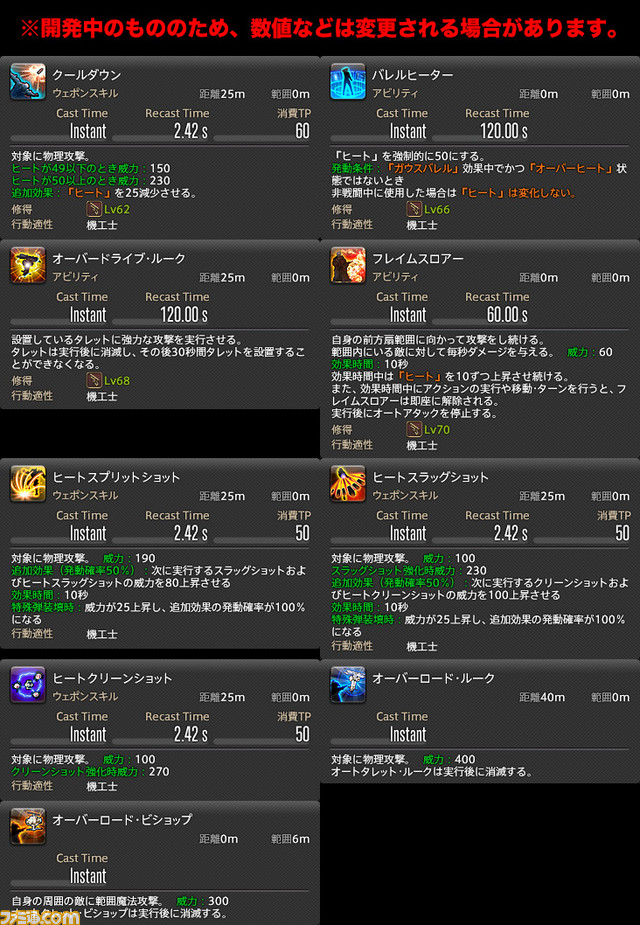 ※開発中のもののため、数値などは変更される場合があります。
クールダウン
ウェポンスキル 距離25m 範囲0m
Cast Time Recast Time 消費TP
Instant 2.42 s 60
対象に物理攻撃。
ヒートが49以下のとき威力：150
ヒートが50以上のとき威力：230
追加効果：「ヒート」を25減少させる。
修得 Lv62
行動適性 機工士
バレルヒーター
アビリティ 距離0m 範囲0m
Cast Time Recast Time
Instant 120.00 s
「ヒート」を強制的に50にする。
発動条件：「ガウスバレル」効果中でかつ「オーバーヒート」状
態ではないとき
非戦闘中に使用した場合は「ヒート」は変化しない。
修得 Lv66
行動適性 機工士
オーバードライブ・ルーク
アビリティ 距離25m 範囲0m
Cast Time Recast Time
Instant 120.00 s
設置しているタレットに強力な攻撃を実行させる。
タレットは実行後に消滅し、その後30秒間タレットを設置するこ
とができなくなる。
修得 Lv68
行動適性 機工士
フレイムスロアー
アビリティ 距離0m 範囲0m
Cast Time Recast Time
Instant 60.00 s
自身の前方扇範囲に向かって攻撃をし続ける。
範囲内にいる敵に対して毎秒ダメージを与える。 威力：60
効果時間：10秒
効果時間中は「ヒート」を10ずつ上昇させ続ける。
また、効果時間中にアクションの実行や移動・ターンを行うと、フ
レイムスロアーは即座に解除される。
実行後にオートアタックを停止する。
修得 Lv70
行動適性 機工士
ヒートスプリットショット
ウェポンスキル 距離25m 範囲0m
Cast Time Recast Time 消費TP
Instant 2.42 s 50
対象に物理攻撃。 威力：190
追加効果（発動確率50%）：次に実行するスラッグショットおよ
びヒートスラッグショットの威力を80上昇させる
効果時間：10秒
特殊弾装填時：威力が25上昇し、追加効果の発動確率が100%
になる
行動適性 機工士
ヒートスラッグショット
ウェポンスキル 距離25m 範囲0m
Cast Time Recast Time 消費TP
Instant 2.42 s 50
対象に物理攻撃。 威力：100
スラッグショット強化時威力：230
追加効果（発動確率50%）：次に実行するクリーンショットおよ
びヒートクリーンショットの威力を100上昇させる
効果時間：10秒
特殊弾装填時：威力が25上昇し、追加効果の発動確率が100%
になる
行動適性 機工士
ヒートクリーンショット
ウェポンスキル 距離25m 範囲0m
Cast Time Recast Time 消費TP
Instant 2.42 s 50
対象に物理攻撃。 威力：100
クリーンショット強化時威力：270
行動適性 機工士
オーバーロード・ルーク
距離40m 範囲0m
Cast Time
Instant
対象に物理攻撃。 威力：400
オートタレット・ルークは実行後に消滅する。
オーバーロード・ビショップ
距離0m 範囲6m
Cast Time
Instant
自身の周囲の敵に範囲魔法攻撃。 威力：300
ビショップは実行後に消滅する。
ファミ通.com